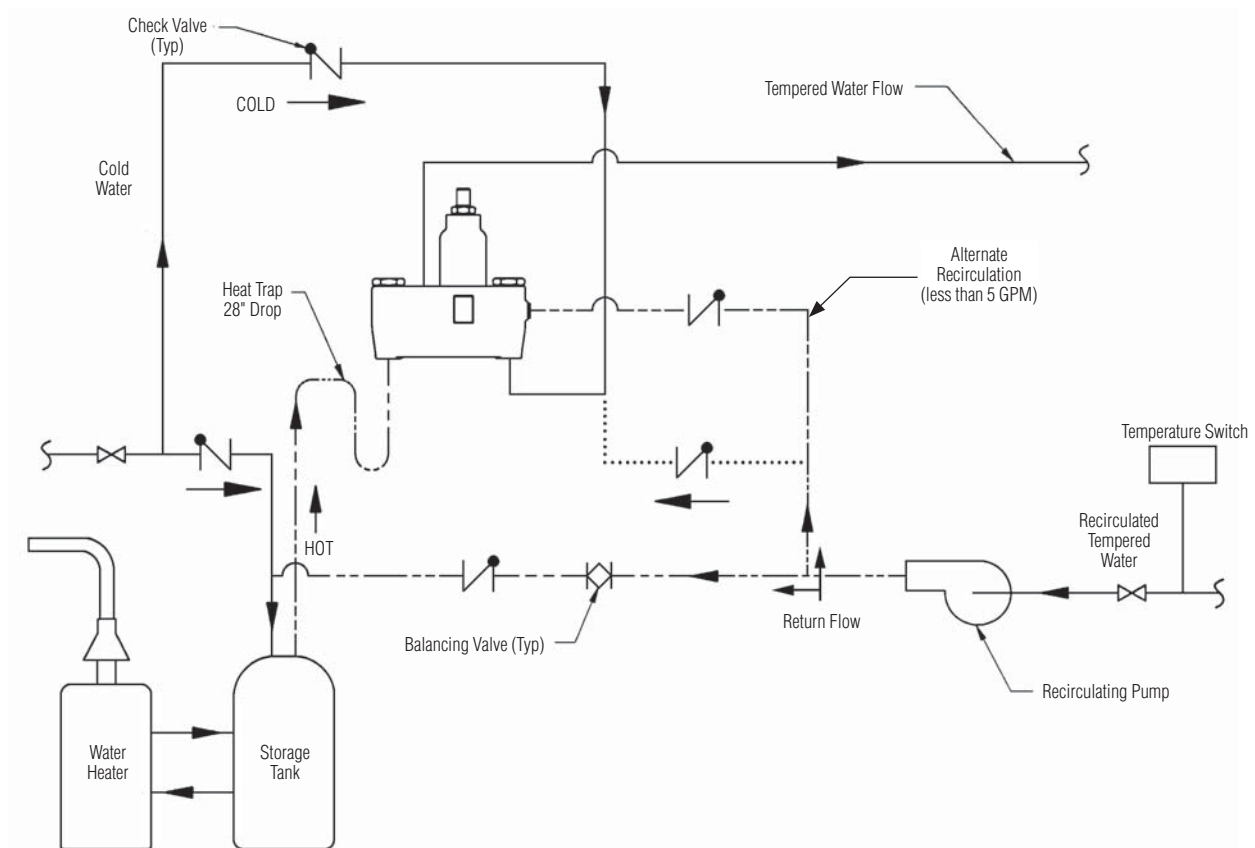 Check Valve
(Typ)
COLD
Tempered Water Flow
Cold
Water
Alternate
Recirculation
(less than 5 GPM)
Heat Trap
28" Drop
Temperature Switch
Recirculated
Tempered
Water
HOT
Return Flow
Balancing Valve (Typ)
Recirculating Pump
Water
Heater
Storage
Tank